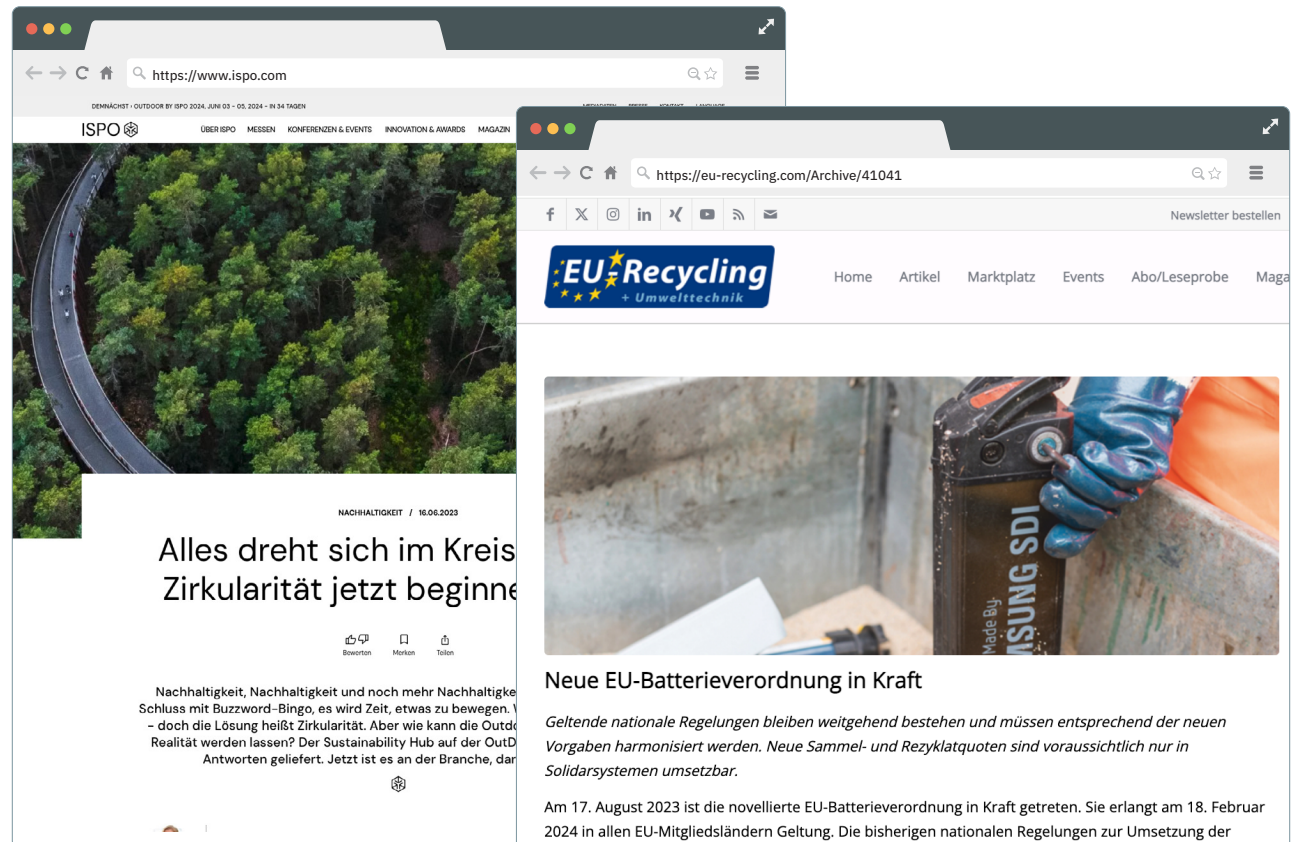 https://www.ispo.com
DEMNÄCHST › OUTDOOR BY ISPO 2024, JUNI 03 - 05, 2024 - IN 34 TAGEN
ISPO
ÜBER ISPO MESSEN KONFERENZEN & EVENTS INNOVATION & AWARDS MAGAZIN
NACHHALTIGKEIT / 16.06.2023
Alles dreht sich im Kreis
Zirkularität jetzt beginne
Bewerten Merken Teilen
Nachhaltigkeit, Nachhaltigkeit und noch mehr Nachhaltigke
Schluss mit Buzzword-Bingo, es wird Zeit, etwas zu bewegen.
- doch die Lösung heißt Zirkularität. Aber wie kann die Outdo
Realität werden lassen? Der Sustainability Hub auf der OutD
Antworten geliefert. Jetzt ist es an der Branche, dar
https://eu-recycling.com/Archive/41041
Newsletter bestellen
EU-Recycling
+ Umwelttechnik
Home Artikel Marktplatz Events Abo/Leseprobe Maga
Made By
MSUNG SDI
Neue EU-Batterieverordnung in Kraft
Geltende nationale Regelungen bleiben weitgehend bestehen und müssen entsprechend der neuen
Vorgaben harmonisiert werden. Neue Sammel- und Rezyklatquoten sind voraussichtlich nur in
Solidarsystemen umsetzbar.
Am 17. August 2023 ist die novellierte EU-Batterieverordnung in Kraft getreten. Sie erlangt am 18. Februar
2024 in allen EU-Mitgliedsländern Geltung. Die bisherigen nationalen Regelungen zur Umsetzung der